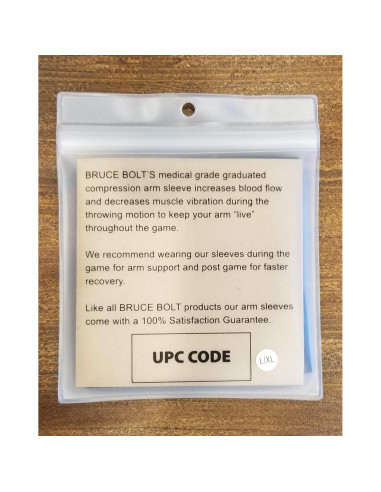 BRUCE BOLT'S medical grade graduated
compression arm sleeve increases blood flow
and decreases muscle vibration during the
throwing motion to keep your arm "live"
throughout the game.
We recommend wearing our sleeves during the
game for arm support and post game for faster
recovery.
Like all BRUCE BOLT products our arm sleeves
come with a 100% Satisfaction Guarantee.
UPC CODE
L/XL